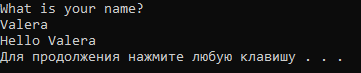 What is your name?
Valera
Hello Valera
Для продолжения нажмите любую клавишу . . .